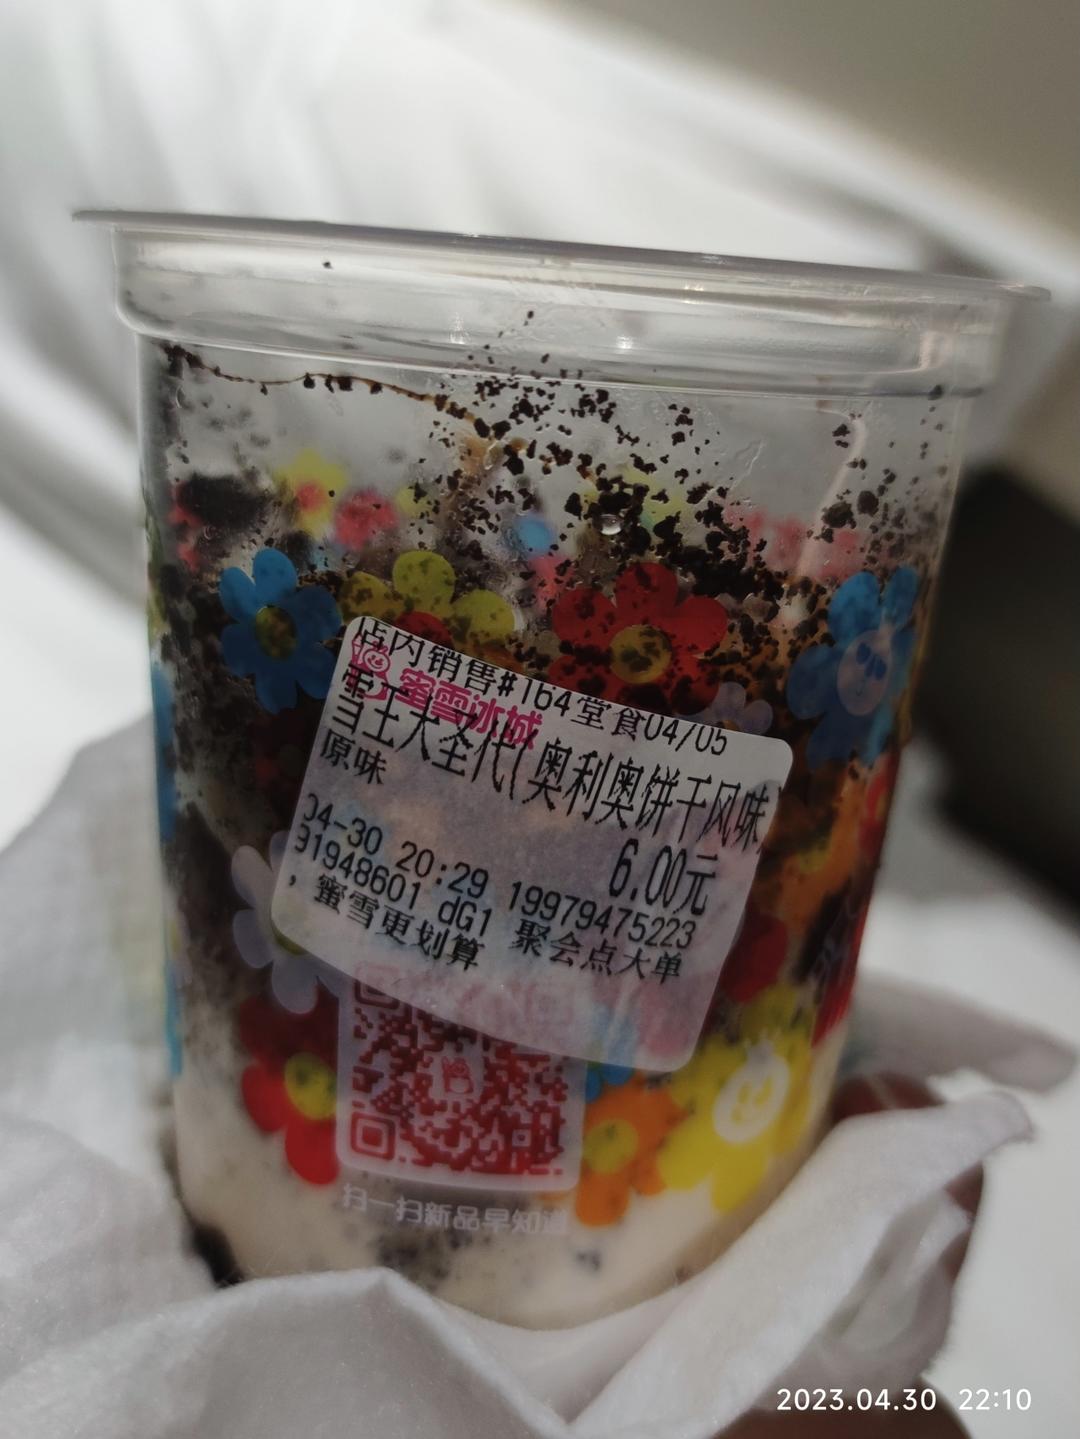 店内销售#164堂食04/05
蜜雪冰城
雪王大圣代(奥利奥饼干风味)
原味
6.00元
04-30 20:29 19979475223
91948601 dG1 聚会点大单
，蜜雪更划算
扫一扫新品早知道
2023.04.30 22:10